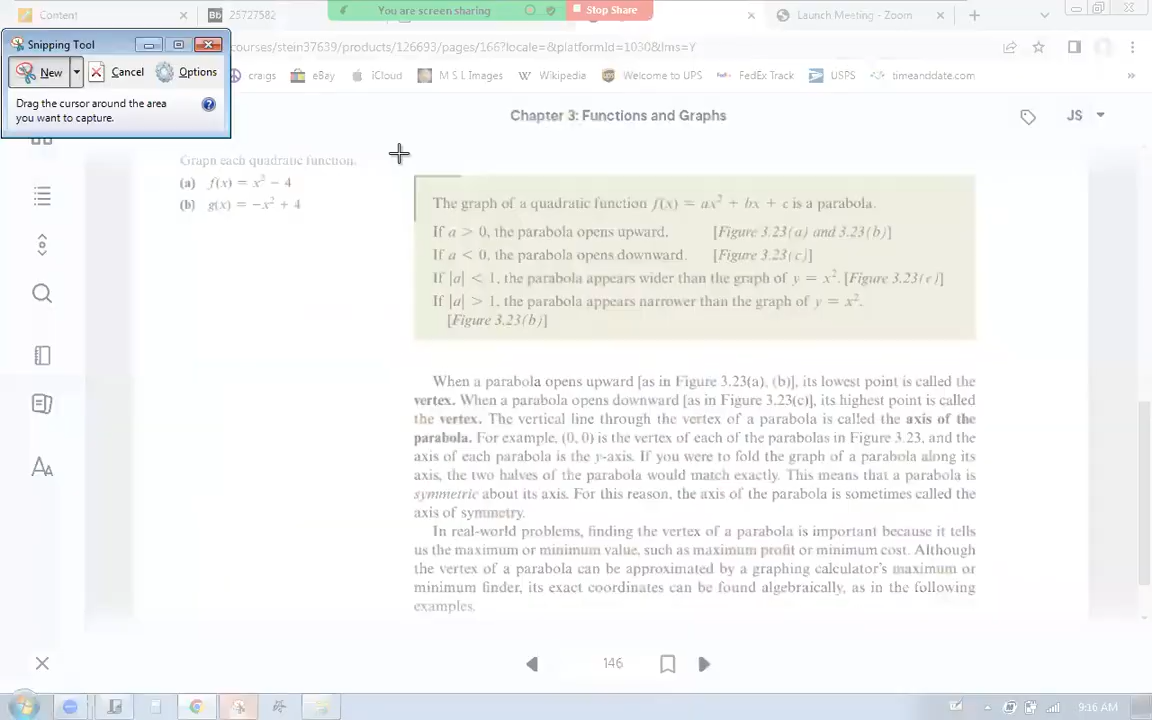 Content
25727582
You are screen sharing
Stop Share
Launch Meeting - Zoom
Snipping Tool
New
Cancel
Options
Drag the cursor around the area
you want to capture.
courses/stein37639/products/126693/pages/166?locale=&platformId=1030&lms=Y
craigs
eBay
iCloud
M S L Images
Wikipedia
Welcome to UPS
FedEx Track
USPS
timeanddate.com
»
Chapter 3: Functions and Graphs
JS
Graph each quadratic function.
(a) f(x) = x² − 4
(b) g(x) = −x² + 4
The graph of a quadratic function f(x) = ax² + bx + c is a parabola.
If a > 0, the parabola opens upward. [Figure 3.23(a) and 3.23(b)]
If a < 0, the parabola opens downward. [Figure 3.23(c)]
If |a| < 1, the parabola appears wider than the graph of y = x². [Figure 3.23(c)]
If |a| > 1, the parabola appears narrower than the graph of y = x².
[Figure 3.23(b)]
When a parabola opens upward [as in Figure 3.23(a), (b)], its lowest point is called the
vertex. When a parabola opens downward [as in Figure 3.23(c)], its highest point is called
the vertex. The vertical line through the vertex of a parabola is called the axis of the
parabola. For example, (0, 0) is the vertex of each of the parabolas in Figure 3.23, and the
axis of each parabola is the y-axis. If you were to fold the graph of a parabola along its
axis, the two halves of the parabola would match exactly. This means that a parabola is
symmetric about its axis. For this reason, the axis of the parabola is sometimes called the
axis of symmetry.
In real-world problems, finding the vertex of a parabola is important because it tells
us the maximum or minimum value, such as maximum profit or minimum cost. Although
the vertex of a parabola can be approximated by a graphing calculator's maximum or
minimum finder, its exact coordinates can be found algebraically, as in the following
examples.
146
9:16 AM